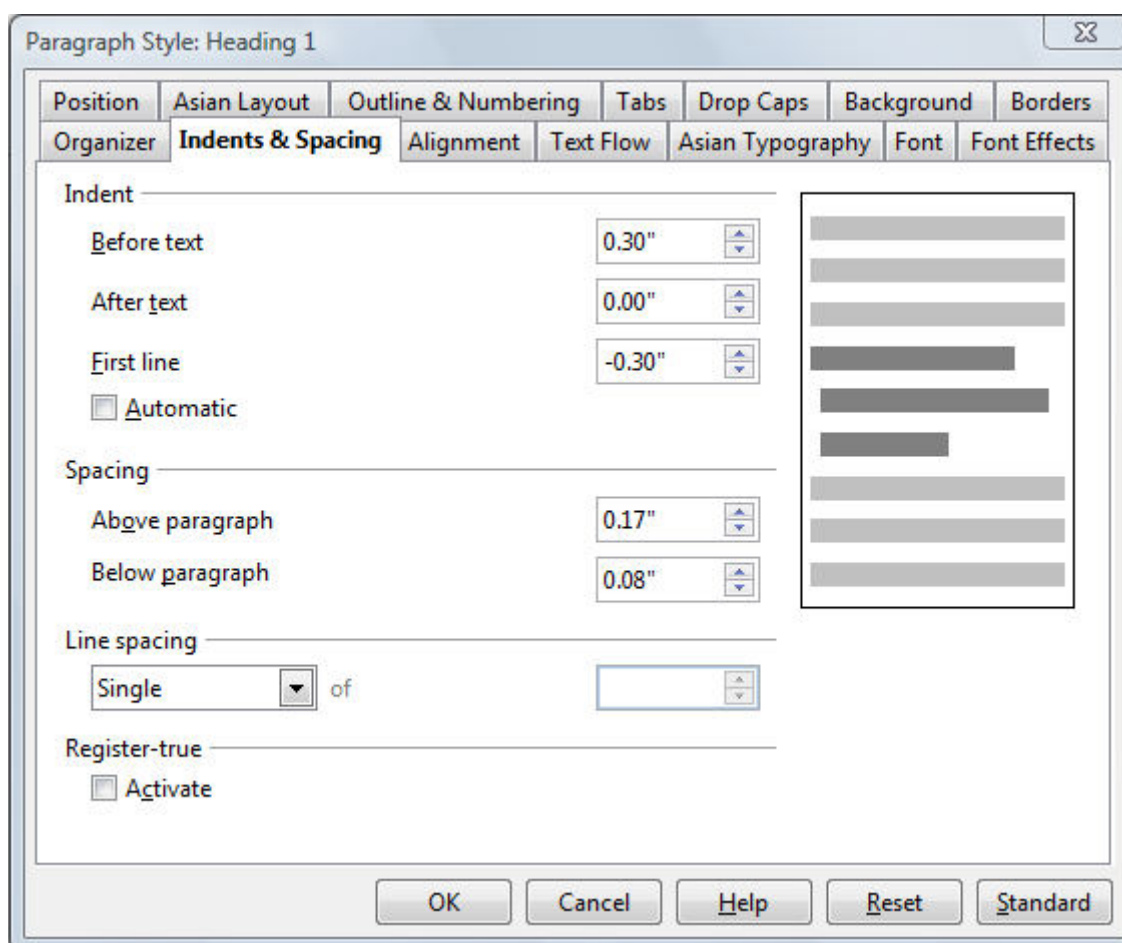 Paragraph Style: Heading 1
Position Asian Layout Outline & Numbering Tabs Drop Caps Background Borders
Organizer Indents & Spacing Alignment Text Flow Asian Typography Font Font Effects
Indent
Before text 0.30"
After text 0.00"
First line -0.30"
Automatic
Spacing
Above paragraph 0.17"
Below paragraph 0.08"
Line spacing
Single of
Register-true
Activate
OK Cancel Help Reset Standard